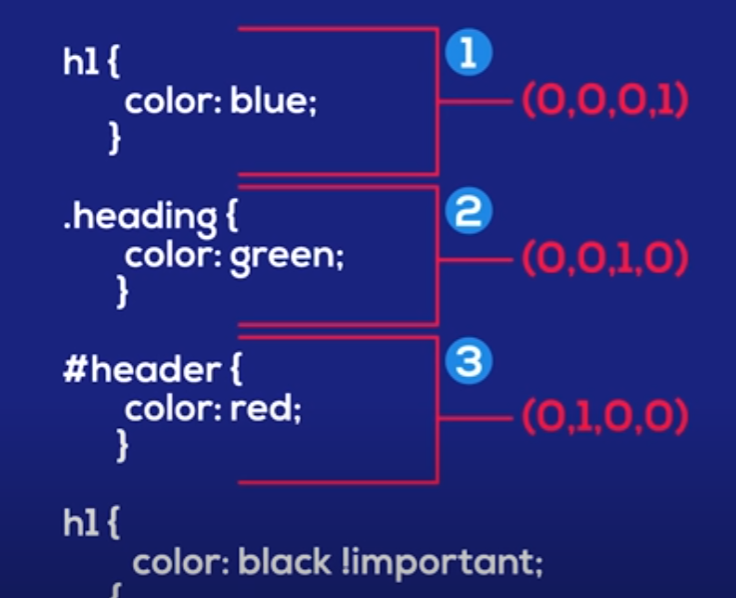 h1 {
1
color: blue;
(0,0,0,1)
}
.heading {
2
color: green;
(0,0,1,0)
}
#header {
3
color: red;
(0,1,0,0)
}
h1 {
color: black !important;
{